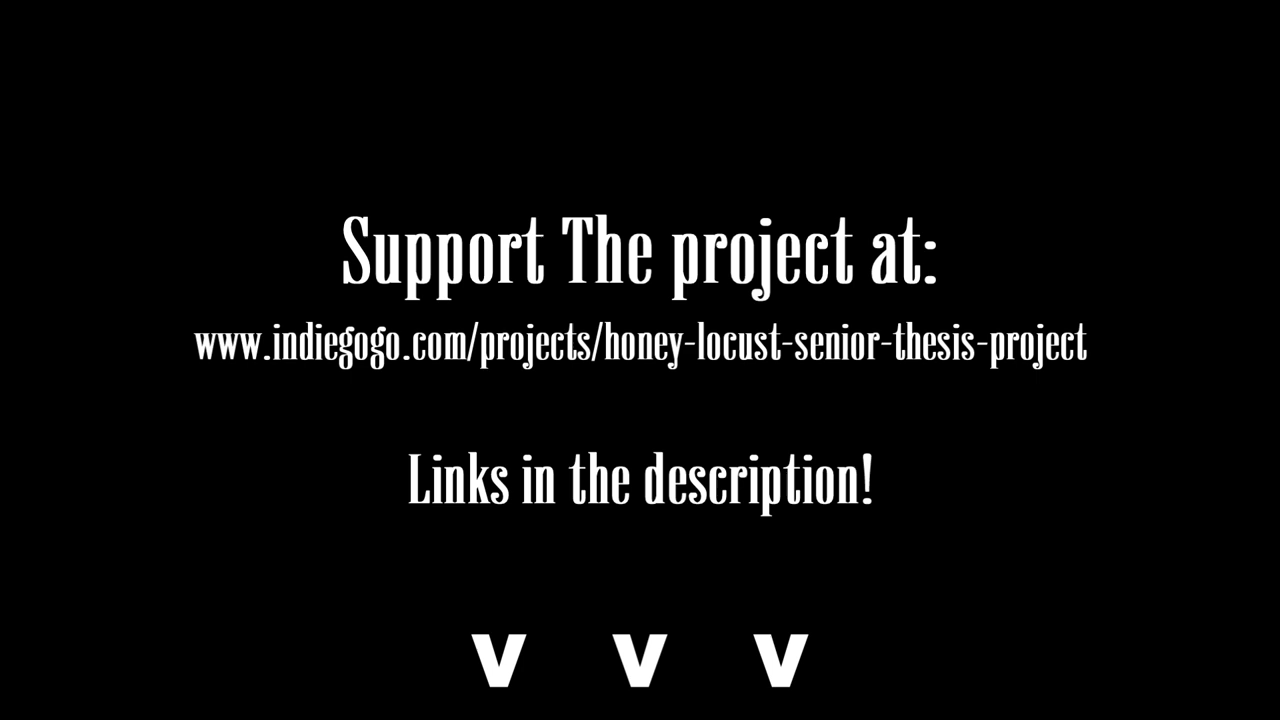 Support The project at:
www.indiegogo.com/projects/honey-locust-senior-thesis-project
Links in the description!
V V V